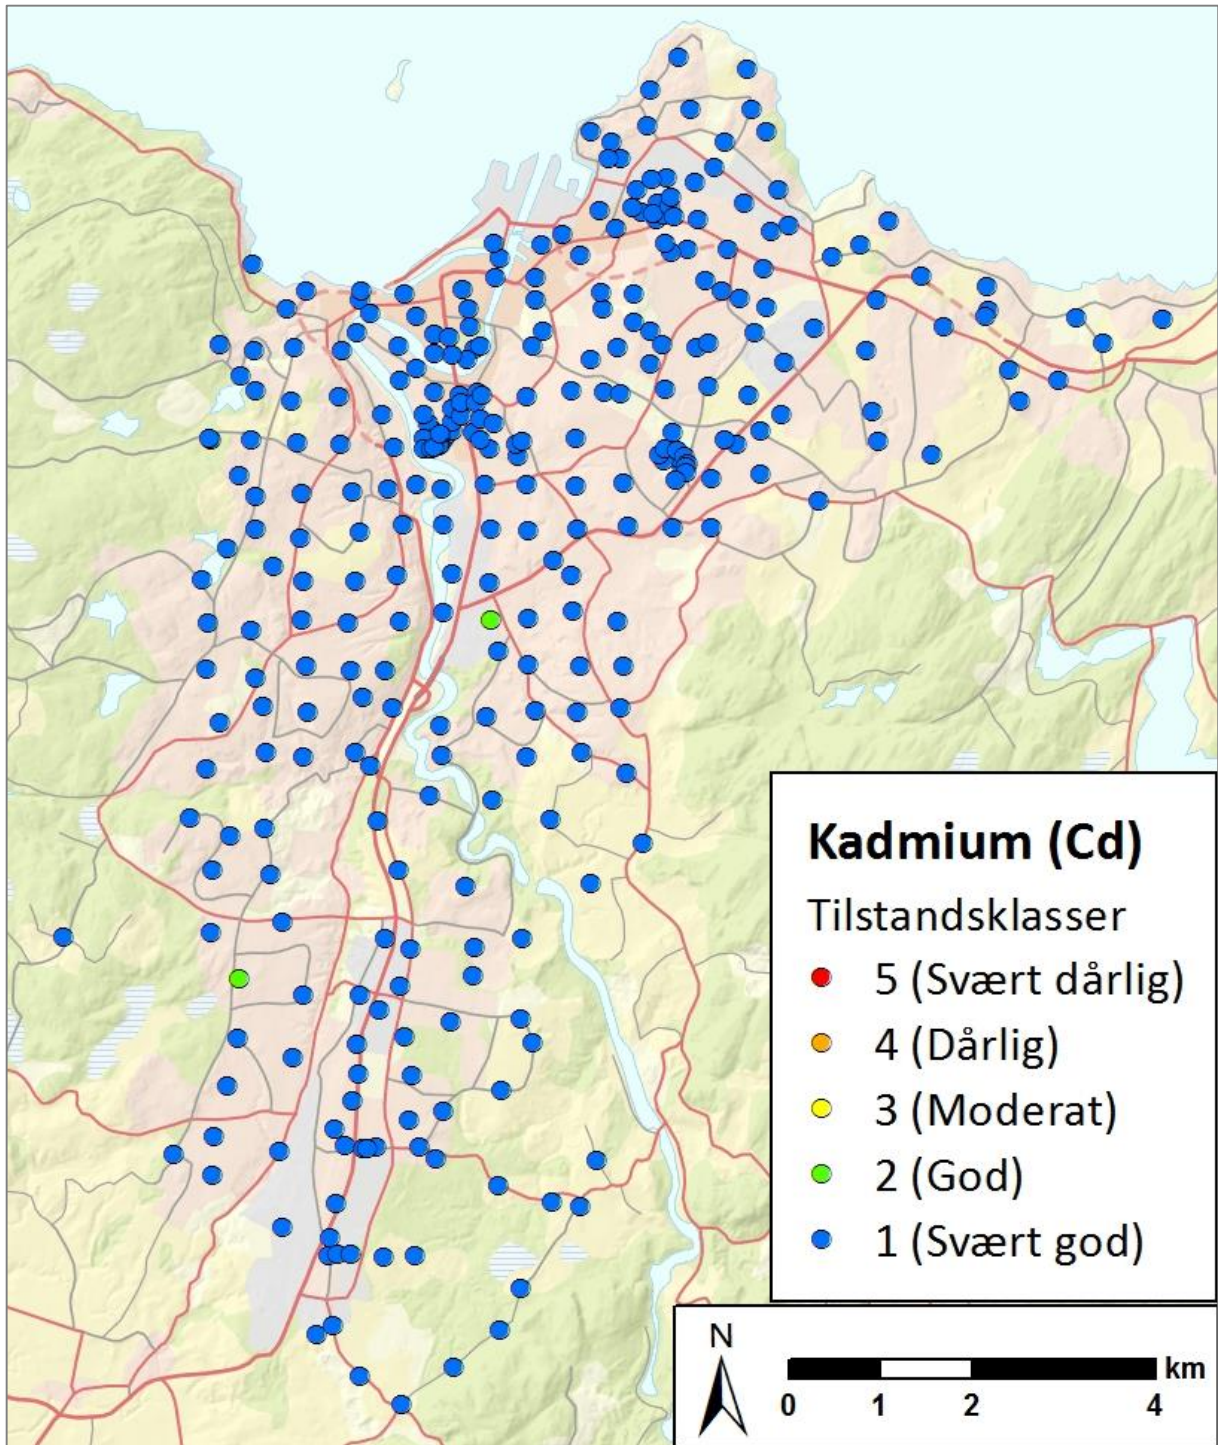 Kadmium (Cd)
Tilstandsklasser
5 (Svært dårlig)
4 (Dårlig)
3 (Moderat)
2 (God)
1 (Svært god)
N
km
0 1 2 4